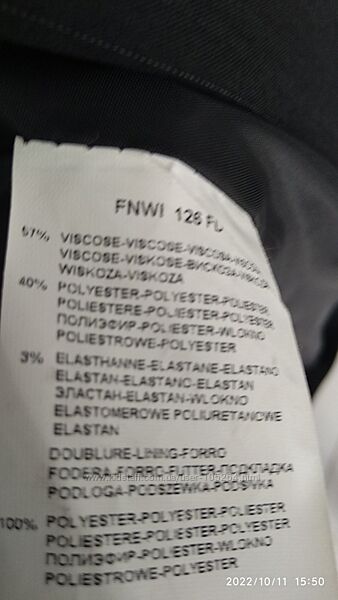 FNWI 126 FL
57% VISCOSE-VISCOSE-VISCOSA-
VISCOSE-VISKOSE-ВИСКОЗА-
WISKOZA-VISKOZA
40% POLYESTER-POLYESTER-POLIESTER
POLIESTERE-POLIESTER-POLYESTER
ПОЛИЭФИР-POLIESTER-WLOKNO
POLIESTROWE-POLYESTER
3% ELASTHANNE-ELASTANE-ELASTANO
ELASTAN-ELASTANO-ELASTAN
ЭЛАСТАН-ELASTAN-WLOKNO
ELASTOMEROWE POLIURETANOWE
ELASTAN
DOUBLURE-LINING-FORRO
FODERA-FORRO-FUTTER-ПОДКЛАДКА
PODLOGA-PODSZEWKA-PODSIVKA
100% POLYESTER-POLYESTER-POLIESTER
POLIESTERE-POLIESTER-POLYESTER
ПОЛИЭФИР-POLIESTER-WLOKNO
POLIESTROWE-POLYESTER
2022/10/11 15:50